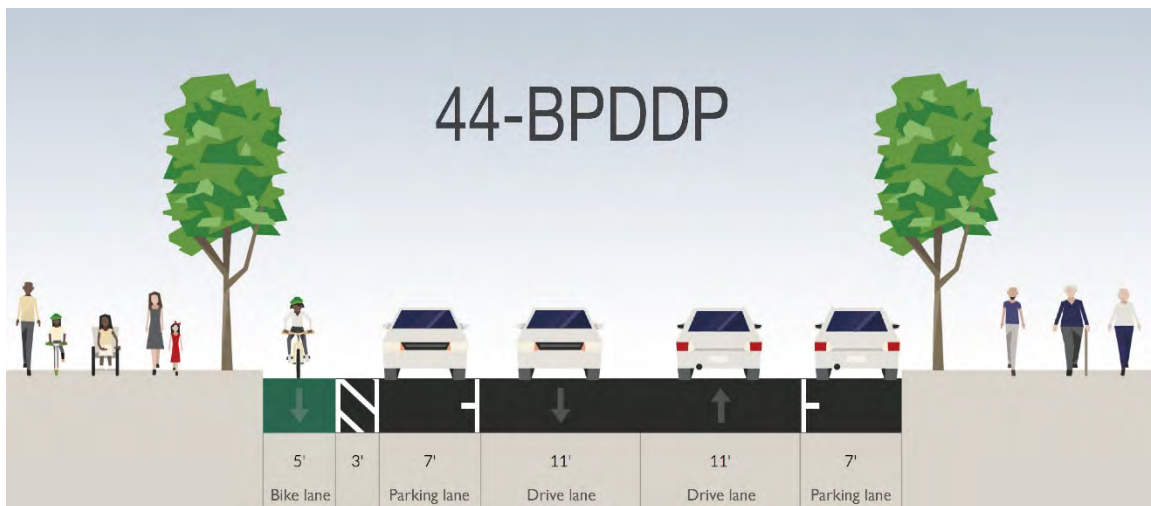 44-BPDDP
5' 3' 7' 11' 11' 7'
Bike lane Parking lane Drive lane Drive lane Parking lane